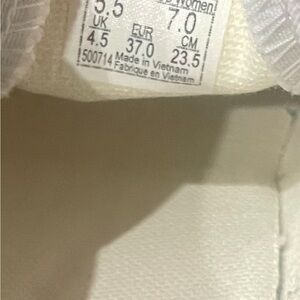 Women
5.5 7.0
UK EUR CM
4.5 37.0 23.5
500714 Made in Vietnam
Fabrique en Vietnam